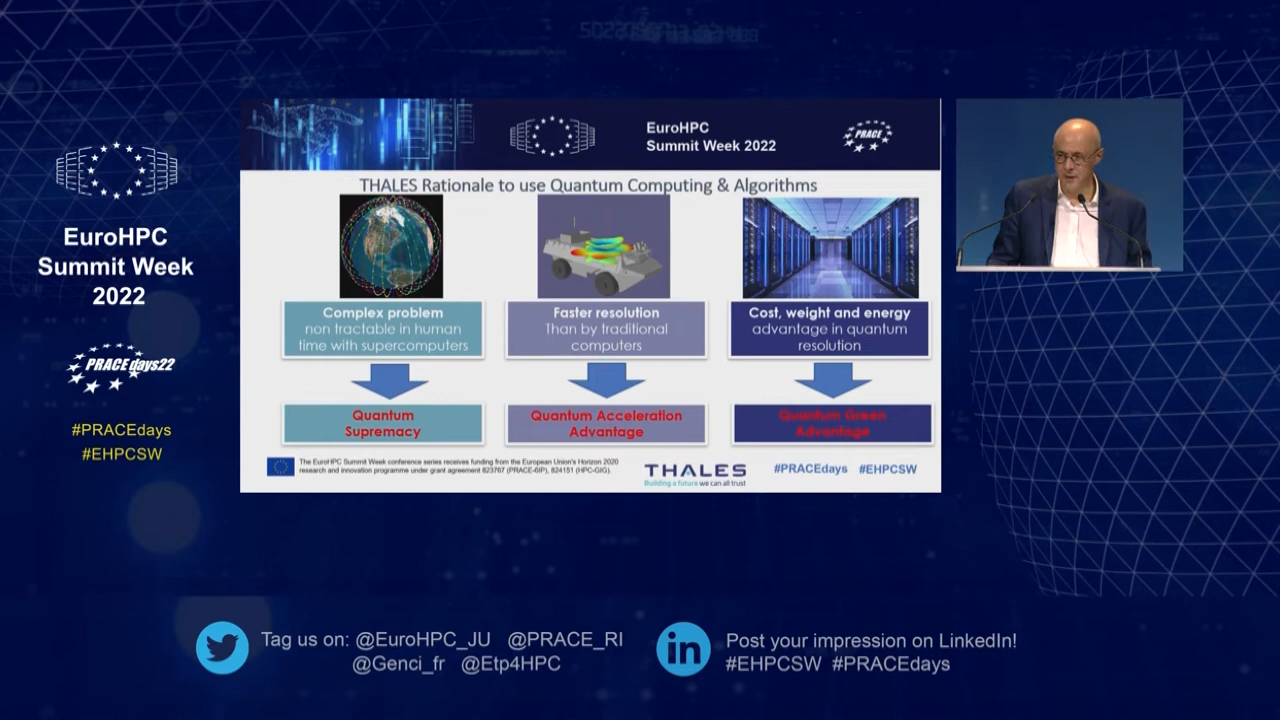 EuroHPC
Summit Week
2022
PRACEdays22
#PRACEdays
#EHPCSW
EuroHPC
Summit Week 2022
PRACE
THALES Rationale to use Quantum Computing & Algorithms
Complex problem
non tractable in human
time with supercomputers
Faster resolution
Than by traditional
computers
Cost, weight and energy
advantage in quantum
resolution
Quantum
Supremacy
Quantum Acceleration
Advantage
Quantum Green
Advantage
The EuroHPC Summit Week conference series receives funding from the European Union's Horizon 2020
research and innovation programme under grant agreement 823767 (PRACE-6IP), 824151 (HPC-GIG).
THALES
Building a future we can all trust
#PRACEdays #EHPCSW
Tag us on: @EuroHPC_JU @PRACE_RI
@Genci_fr @Etp4HPC
in
Post your impression on LinkedIn!
#EHPCSW #PRACEdays